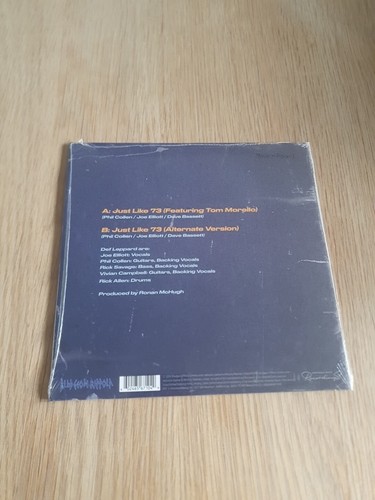 A: Just Like 73 (Featuring Tom Morello)
(Phil Collen / Joe Elliott / Dave Bassett)
B: Just Like 73 (Alternate Version)
(Phil Collen / Joe Elliott / Dave Bassett)
Def Leppard are:
Joe Elliott: Vocals
Phil Collen: Guitars, Backing Vocals
Rick Savage: Bass, Backing Vocals
Vivian Campbell: Guitars, Backing Vocals
Rick Allen: Drums
Produced by Ronan McHugh